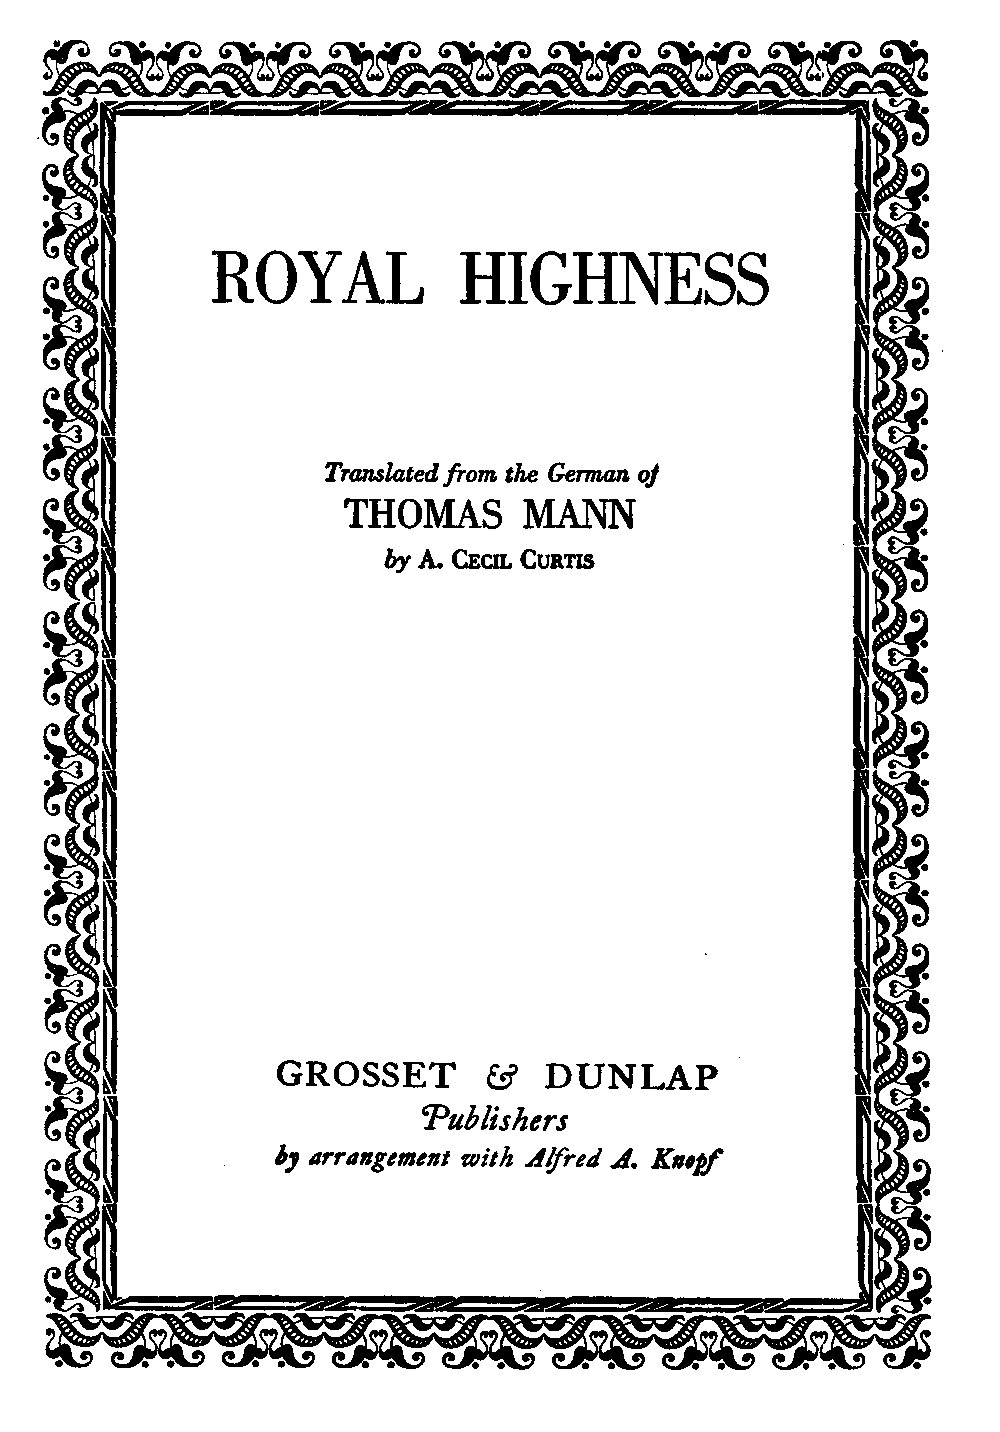 ROYAL HIGHNESS
Translated from the German of
THOMAS MANN
by A. CECIL CURTIS
GROSSET & DUNLAP
Publishers
by arrangement with Alfred A. Knopf